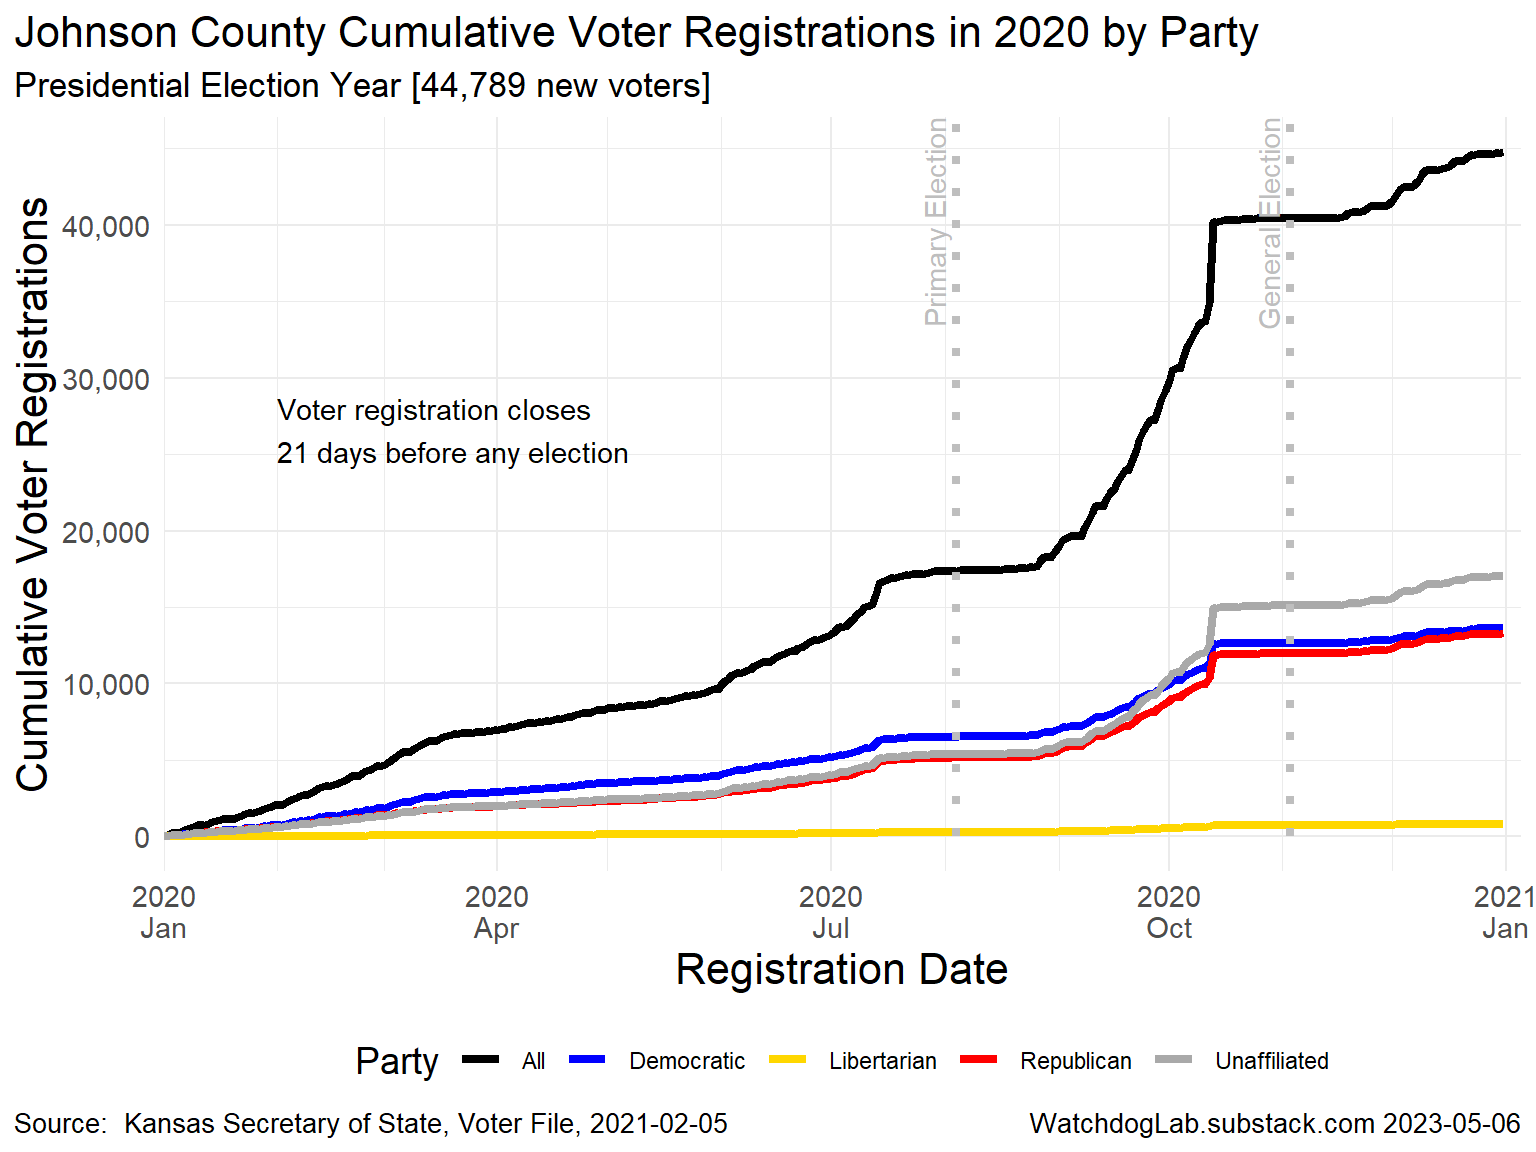 Johnson County Cumulative Voter Registrations in 2020 by Party
Presidential Election Year [44,789 new voters]
Cumulative Voter Registrations
40,000
30,000
20,000
10,000
0
Primary Election
General Election
Voter registration closes
21 days before any election
2020 2020 2020 2020 2021
Jan Apr Jul Oct Jan
Registration Date
Party All Democratic Libertarian Republican Unaffiliated
Source:  Kansas Secretary of State, Voter File, 2021-02-05
WatchdogLab.substack.com 2023-05-06